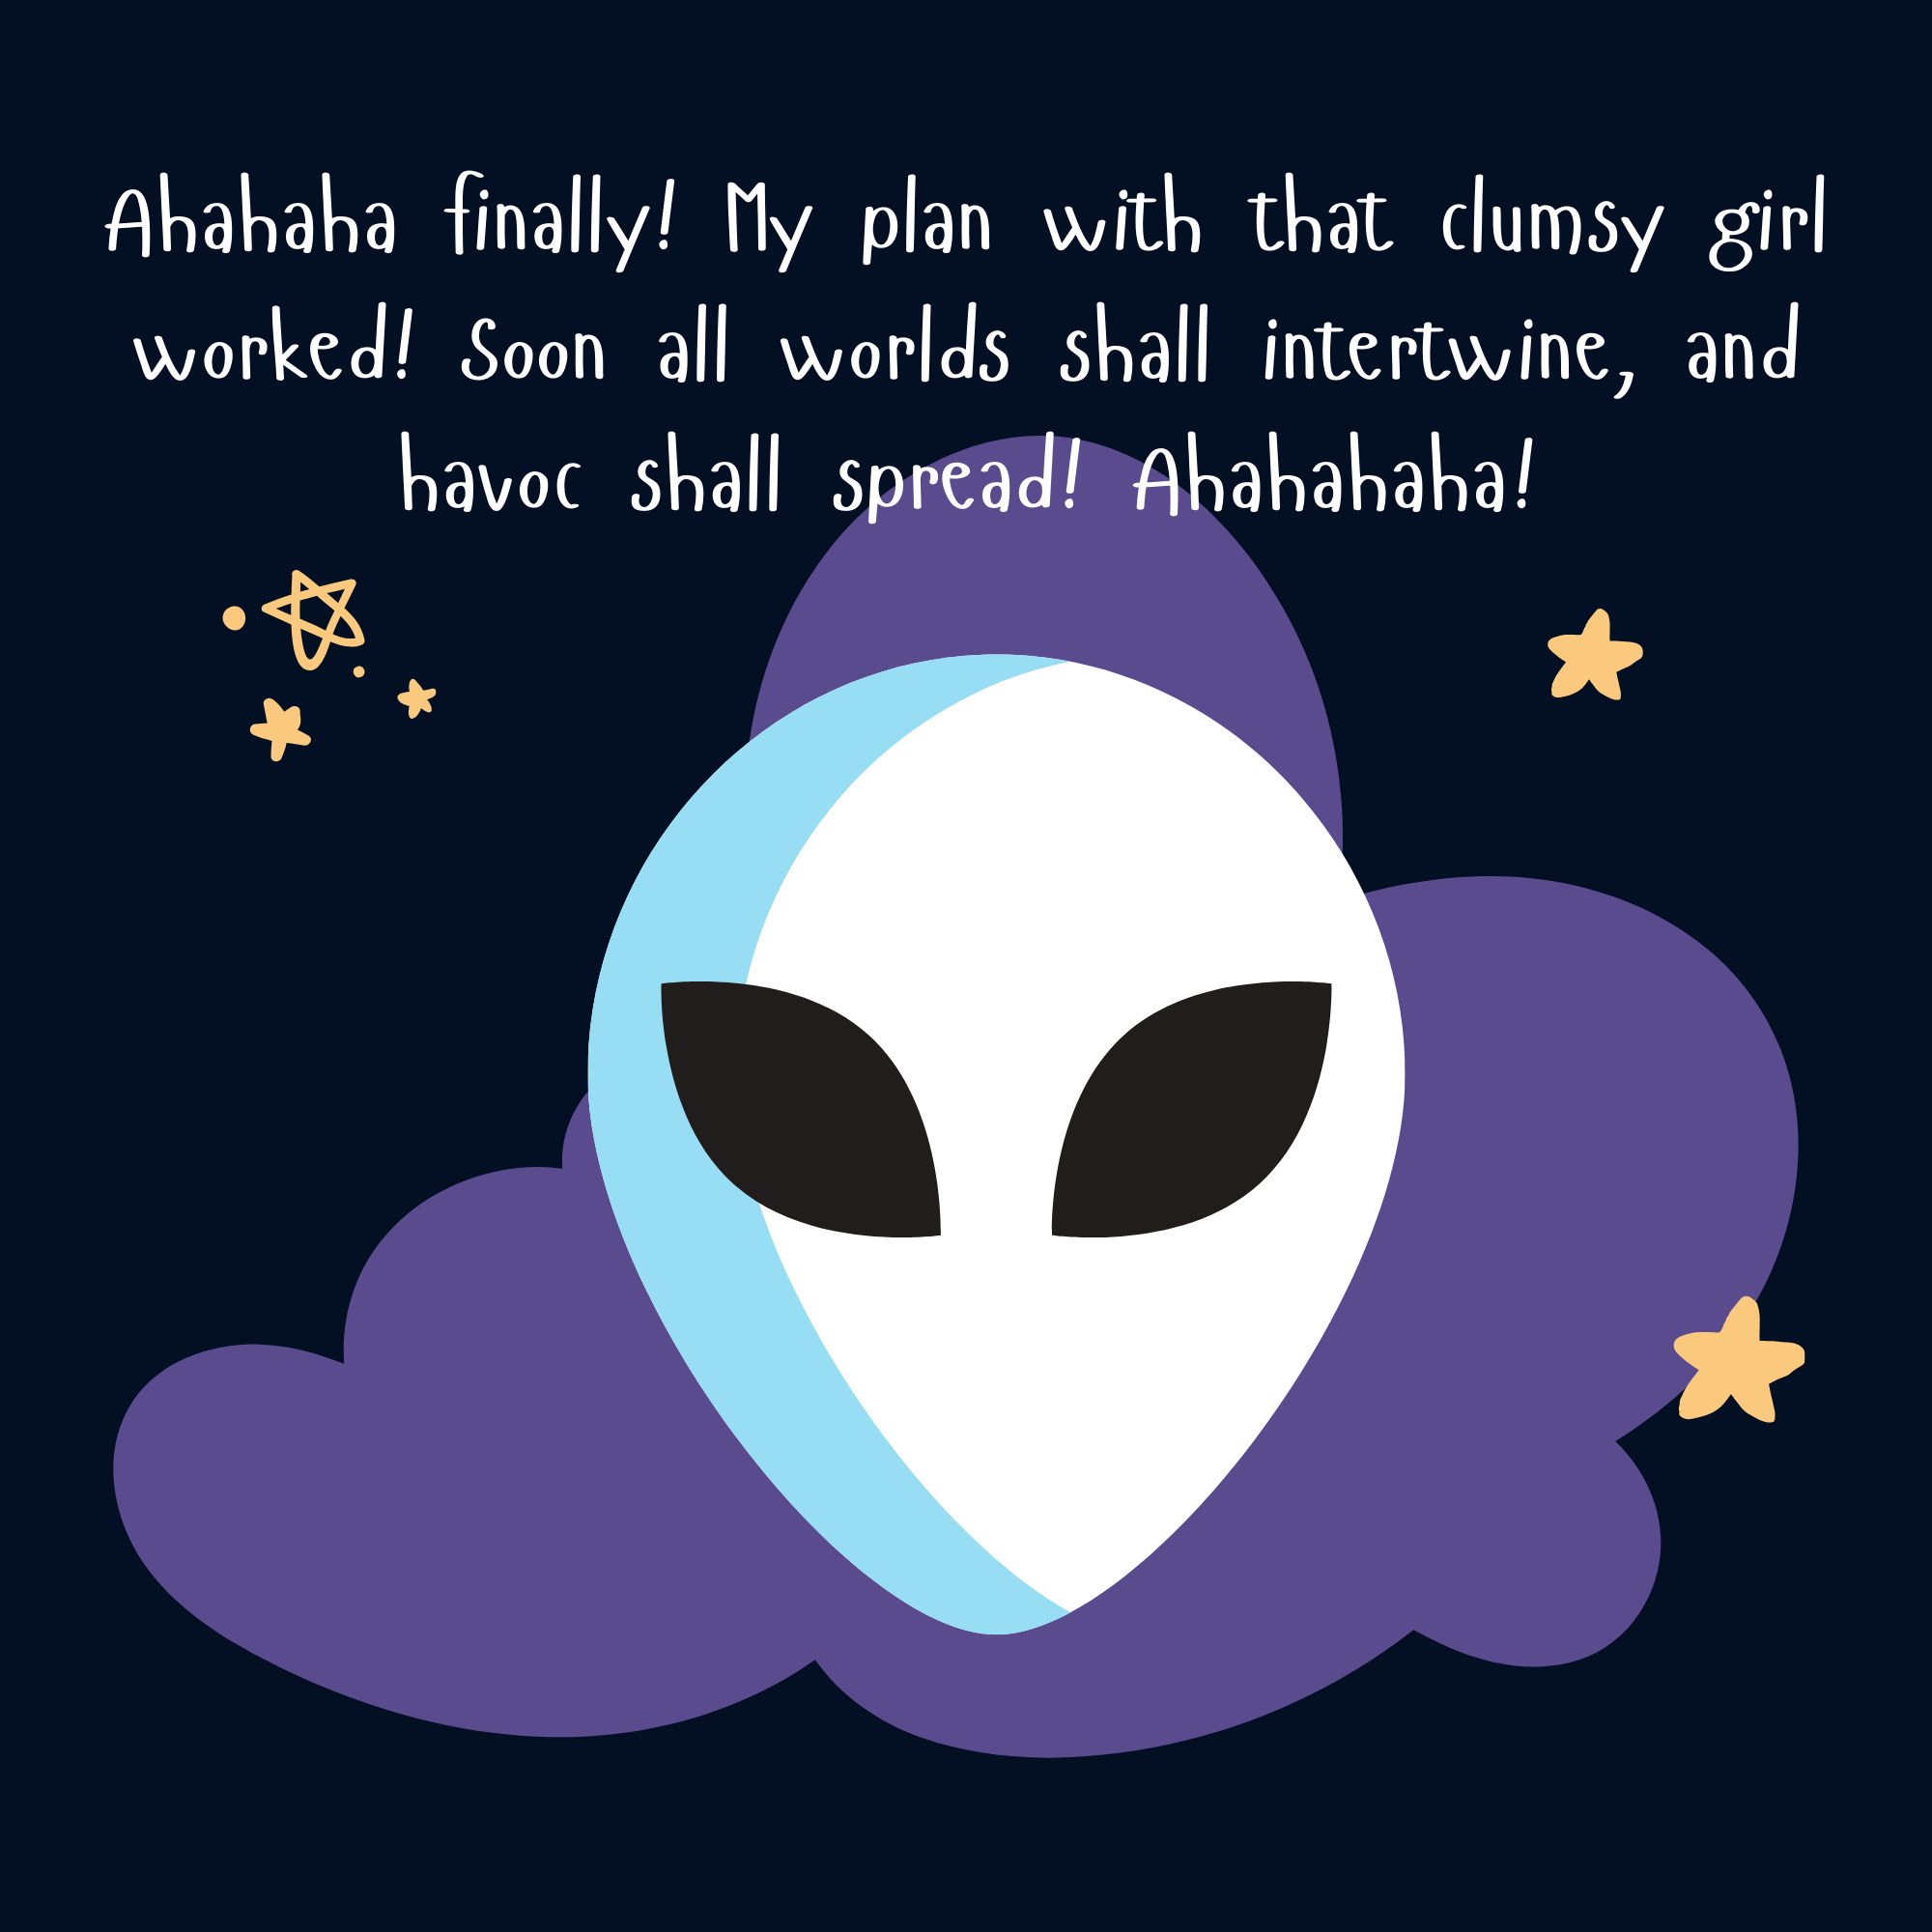 Ahahaha finally! My plan with that clumsy girl
worked! Soon all worlds shall intertwine, and
havoc shall spread! Ahahahaha!